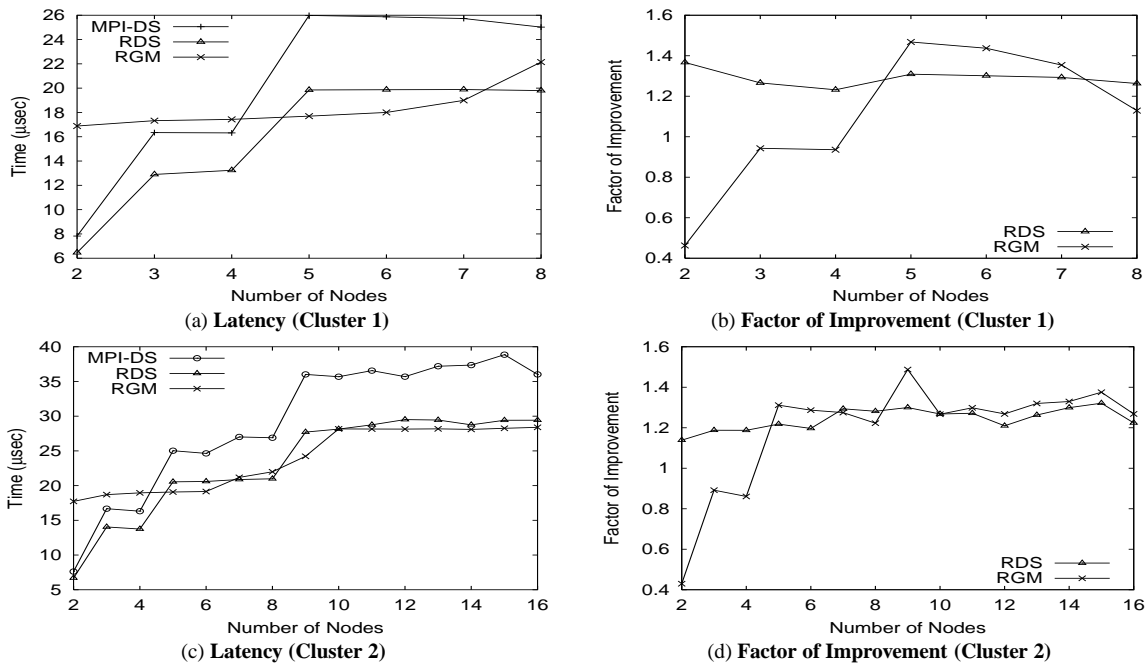 26
24
22
20
18
16
14
12
10
8
6
Time (μsec)
MPI-DS
RDS
RGM
2 3 4 5 6 7 8
Number of Nodes
(a) Latency (Cluster 1)
1.6
1.4
1.2
1
0.8
0.6
0.4
Factor of Improvement
RDS
RGM
2 3 4 5 6 7 8
Number of Nodes
(b) Factor of Improvement (Cluster 1)
40
35
30
25
20
15
10
5
Time (μsec)
MPI-DS
RDS
RGM
2 4 6 8 10 12 14 16
Number of Nodes
(c) Latency (Cluster 2)
1.6
1.4
1.2
1
0.8
0.6
0.4
Factor of Improvement
RDS
RGM
2 4 6 8 10 12 14 16
Number of Nodes
(d) Factor of Improvement (Cluster 2)